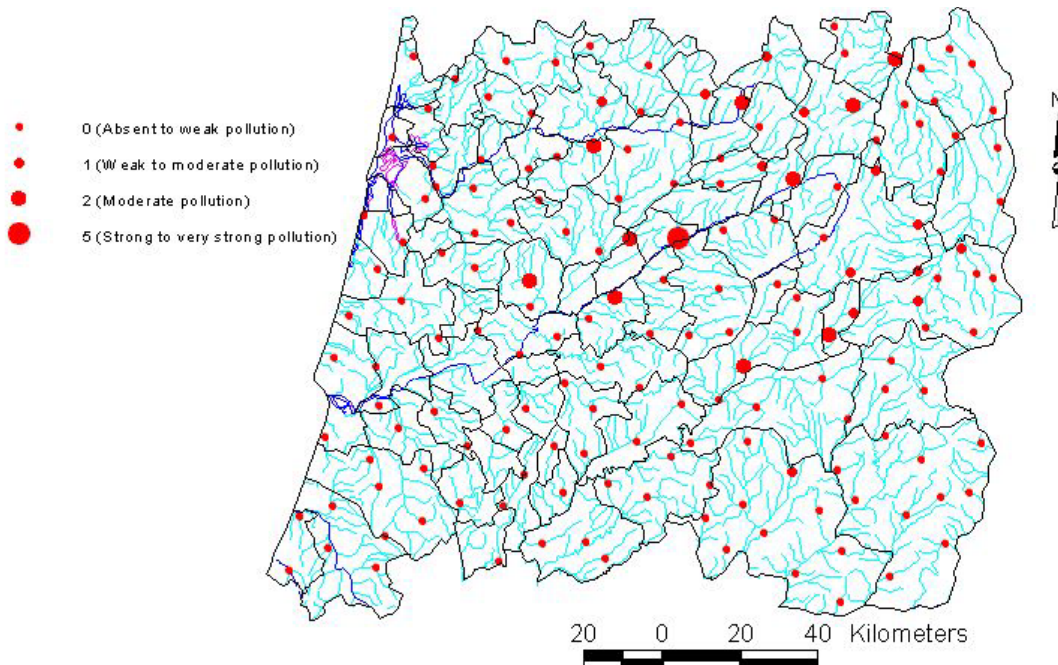 0 (Absent to weak pollution)
1 (Weak to moderate pollution)
2 (Moderate pollution)
5 (Strong to very strong pollution)
N
20 0 20 40 Kilometers